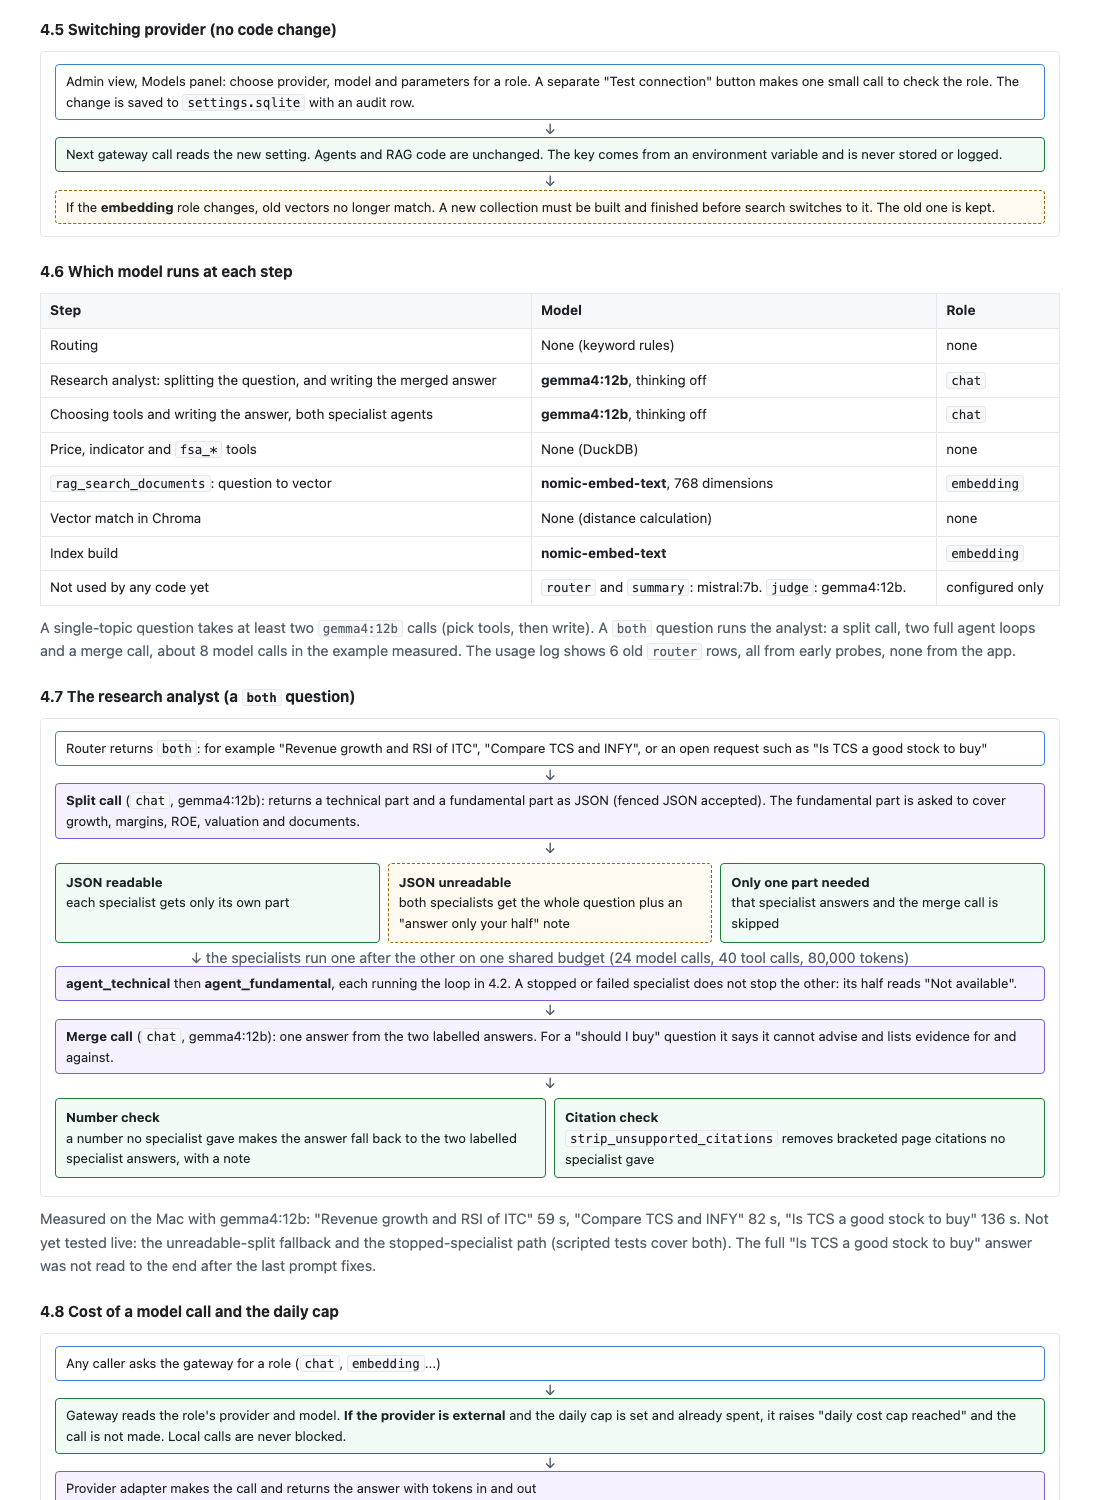 4.5 Switching provider (no code change)
Admin view, Models panel: choose provider, model and parameters for a role. A separate "Test connection" button makes one small call to check the role. The
change is saved to settings.sqlite with an audit row.
↓
Next gateway call reads the new setting. Agents and RAG code are unchanged. The key comes from an environment variable and is never stored or logged.
↓
If the embedding role changes, old vectors no longer match. A new collection must be built and finished before search switches to it. The old one is kept.
4.6 Which model runs at each step
Step Model Role
Routing None (keyword rules) none
Research analyst: splitting the question, and writing the merged answer gemma4:12b, thinking off chat
Choosing tools and writing the answer, both specialist agents gemma4:12b, thinking off chat
Price, indicator and fsa_* tools None (DuckDB) none
rag_search_documents: question to vector nomic-embed-text, 768 dimensions embedding
Vector match in Chroma None (distance calculation) none
Index build nomic-embed-text embedding
Not used by any code yet router and summary: mistral:7b. judge: gemma4:12b. configured only
A single-topic question takes at least two gemma4:12b calls (pick tools, then write). A both question runs the analyst: a split call, two full agent loops
and a merge call, about 8 model calls in the example measured. The usage log shows 6 old router rows, all from early probes, none from the app.
4.7 The research analyst (a both question)
Router returns both: for example "Revenue growth and RSI of ITC", "Compare TCS and INFY", or an open request such as "Is TCS a good stock to buy"
↓
Split call (chat, gemma4:12b): returns a technical part and a fundamental part as JSON (fenced JSON accepted). The fundamental part is asked to cover
growth, margins, ROE, valuation and documents.
↓
JSON readable
each specialist gets only its own part
JSON unreadable
both specialists get the whole question plus an
"answer only your half" note
Only one part needed
that specialist answers and the merge call is
skipped
↓ the specialists run one after the other on one shared budget (24 model calls, 40 tool calls, 80,000 tokens)
agent_technical then agent_fundamental, each running the loop in 4.2. A stopped or failed specialist does not stop the other: its half reads "Not available".
↓
Merge call (chat, gemma4:12b): one answer from the two labelled answers. For a "should I buy" question it says it cannot advise and lists evidence for and
against.
↓
Number check
a number no specialist gave makes the answer fall back to the two labelled
specialist answers, with a note
Citation check
strip_unsupported_citations removes bracketed page citations no
specialist gave
Measured on the Mac with gemma4:12b: "Revenue growth and RSI of ITC" 59 s, "Compare TCS and INFY" 82 s, "Is TCS a good stock to buy" 136 s. Not
yet tested live: the unreadable-split fallback and the stopped-specialist path (scripted tests cover both). The full "Is TCS a good stock to buy" answer
was not read to the end after the last prompt fixes.
4.8 Cost of a model call and the daily cap
Any caller asks the gateway for a role (chat, embedding...)
↓
Gateway reads the role's provider and model. If the provider is external and the daily cap is set and already spent, it raises "daily cost cap reached" and the
call is not made. Local calls are never blocked.
↓
Provider adapter makes the call and returns the answer with tokens in and out